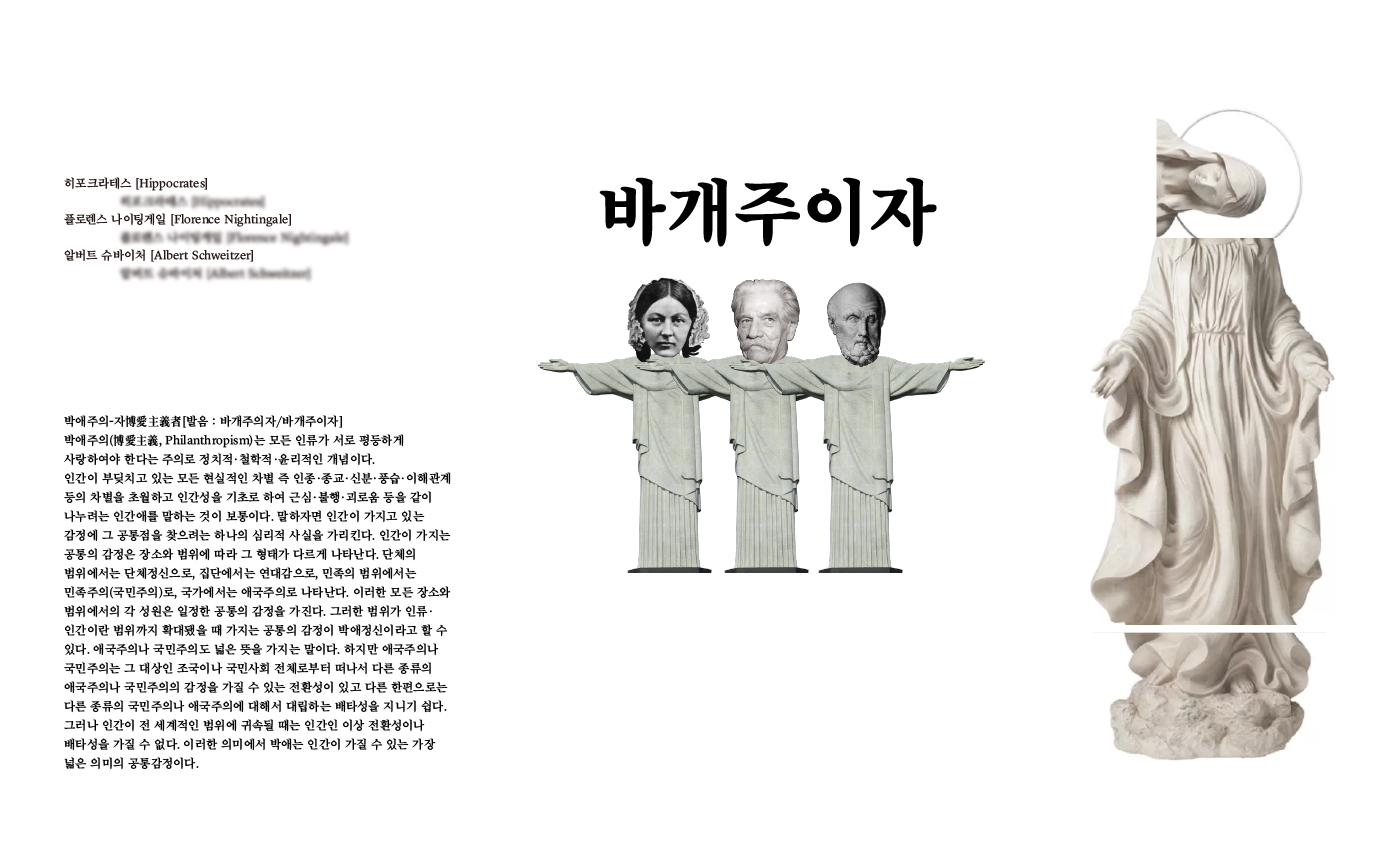 히포크라테스 [Hippocrates]
히포크라테스 [Hippocrates]
플로렌스 나이팅게일 [Florence Nightingale]
플로렌스 나이팅게일 [Florence Nightingale]
알버트 슈바이처 [Albert Schweitzer]
알버트 슈바이처 [Albert Schweitzer]
박애주의-자博愛主義者[발음 : 바개주의자/바개주이자]
박애주의(博愛主義, Philanthropism)는 모든 인류가 서로 평등하게
사랑하여야 한다는 주의로 정치적·철학적·윤리적인 개념이다.
인간이 부딪치고 있는 모든 현실적인 차별 즉 인종·종교·신분·풍습·이해관계
등의 차별을 초월하고 인간성을 기초로 하여 근심·불행·괴로움 등을 같이
나누려는 인간애를 말하는 것이 보통이다. 말하자면 인간이 가지고 있는
감정에 그 공통점을 찾으려는 하나의 심리적 사실을 가리킨다. 인간이 가지는
공통의 감정은 장소와 범위에 따라 그 형태가 다르게 나타난다. 단체의
범위에서는 단체정신으로, 집단에서는 연대감으로, 민족의 범위에서는
민족주의(국민주의)로, 국가에서는 애국주의로 나타난다. 이러한 모든 장소와
범위에서의 각 성원은 일정한 공통의 감정을 가진다. 그러한 범위가 인류·
인간이란 범위까지 확대됐을 때 가지는 공통의 감정이 박애정신이라고 할 수
있다. 애국주의나 국민주의도 넓은 뜻을 가지는 말이다. 하지만 애국주의나
국민주의는 그 대상인 조국이나 국민사회 전체로부터 떠나서 다른 종류의
애국주의나 국민주의의 감정을 가질 수 있는 전환성이 있고 다른 한편으로는
다른 종류의 국민주의나 애국주의에 대해서 대립하는 배타성을 지니기 쉽다.
그러나 인간이 전 세계적인 범위에 귀속될 때는 인간인 이상 전환성이나
배타성을 가질 수 없다. 이러한 의미에서 박애는 인간이 가질 수 있는 가장
넓은 의미의 공통감정이다.
바개주이자